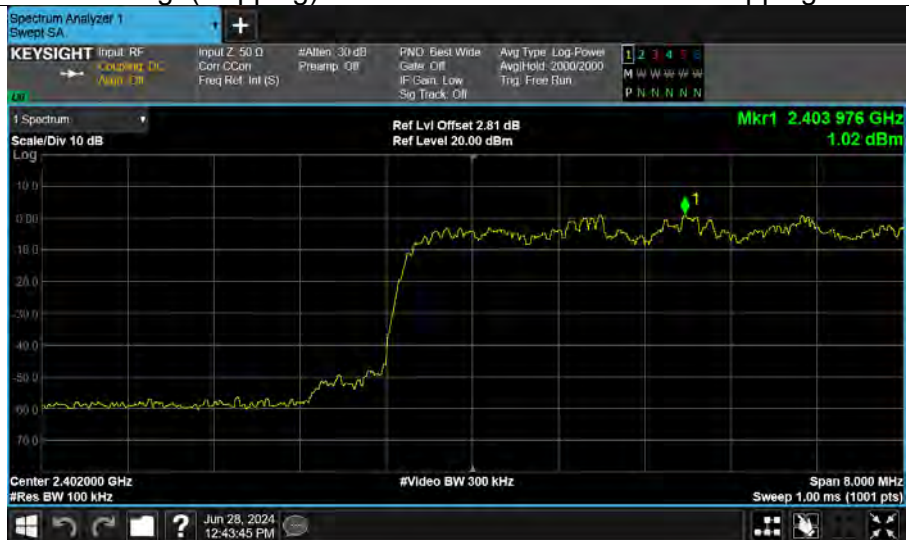 Spectrum Analyzer 1
Swept SA
+
KEYSIGHT Input: RF
Coupling: DC
Align: Off
Input Z: 50 Ω
Corr CCorr
Freq Ref: Int (S)
#Atten: 30 dB
Preamp: Off
PNO: Best Wide
Gate: Off
IF Gain: Low
Sig Track: Off
Avg Type: Log-Power
Avg|Hold: 2000/2000
Trig: Free Run
1 2 3 4 5 6
M W W W W W
P N N N N N
1 Spectrum
Scale/Div 10 dB
Log
Ref Lvl Offset 2.81 dB
Ref Level 20.00 dBm
Mkr1 2.403 976 GHz
1.02 dBm
1
10.0
0.00
-10.0
-20.0
-30.0
-40.0
-50.0
-60.0
-70.0
Center 2.402000 GHz
#Res BW 100 kHz
#Video BW 300 kHz
Span 8.000 MHz
Sweep 1.00 ms (1001 pts)
?
Jun 28, 2024
12:43:45 PM